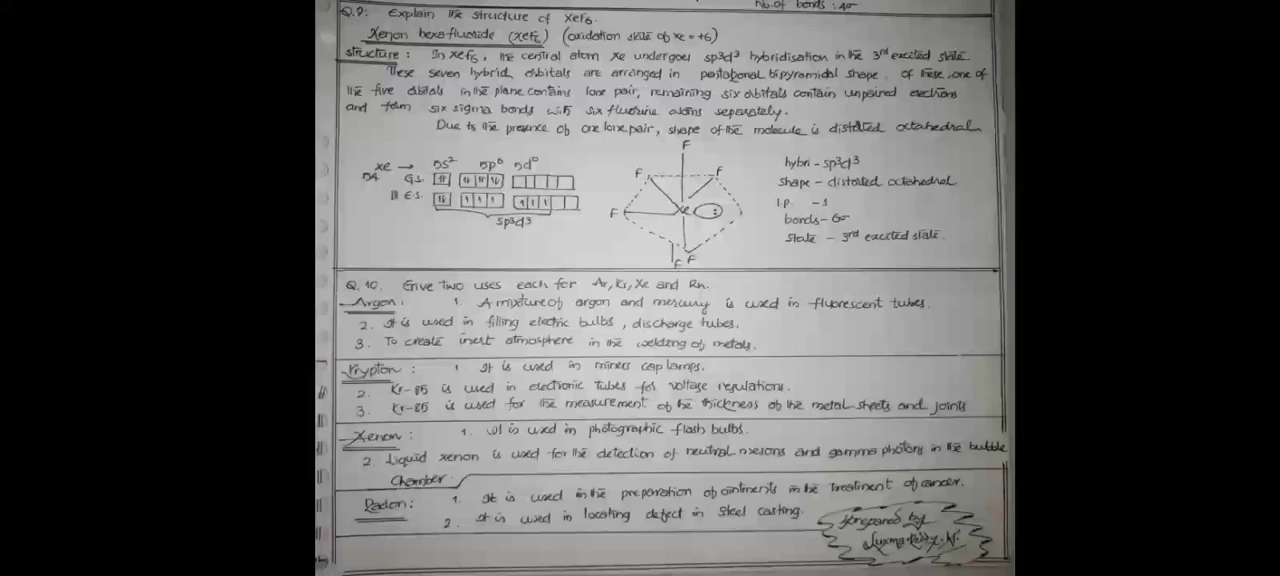 No. of bonds : 4σ
Q.9. Explain the structure of XeF6.
Xenon hexafluoride (XeF6) (oxidation state of Xe = +6)
Structure : In XeF6, the central atom Xe undergoes sp3d3 hybridisation in the 3rd excited state.
These seven hybrid orbitals are arranged in pentagonal bipyramidal shape. Of these, one of
the five orbitals in the plane contains lone pair, remaining six orbitals contain unpaired electrons
and form six sigma bonds with six fluorine atoms separately.
Due to the presence of one lone pair, shape of the molecule is distorted octahedral
54 Xe → 5s2 5p0 5d0
G.S.
III E.S.
sp3d3
F
F
F
F
Xe
F
F
hybri - sp3d3
shape - distorted octahedral
l.p. - 1
bonds - 6σ
state - 3rd excited state.
Q.10. Give two uses each for Ar, Kr, Xe and Rn.
Argon : 1. A mixture of argon and mercury is used in fluorescent tubes.
2. It is used in filling electric bulbs, discharge tubes.
3. To create inert atmosphere in the welding of metals.
Krypton : 1. It is used in miners cap lamps.
2. Kr-85 is used in electronic tubes for voltage regulations.
3. Kr-85 is used for the measurement of the thickness of the metal sheets and joints
Xenon : 1. It is used in photographic flash bulbs.
2. Liquid xenon is used for the detection of neutral mesons and gamma photons in the bubble
Chamber.
Radon : 1. It is used in the preparation of ointments in the treatment of cancer.
2. It is used in locating defect in steel casting.
prepared by
Reddy